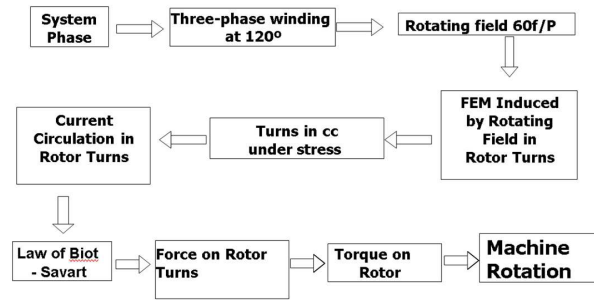 System
Phase
Three-phase winding
at 120º
Rotating field 60f/P
FEM Induced
by Rotating
Field in
Rotor Turns
Turns in cc
under stress
Current
Circulation in
Rotor Turns
Law of Biot
- Savart
Force on Rotor
Turns
Torque on
Rotor
Machine
Rotation